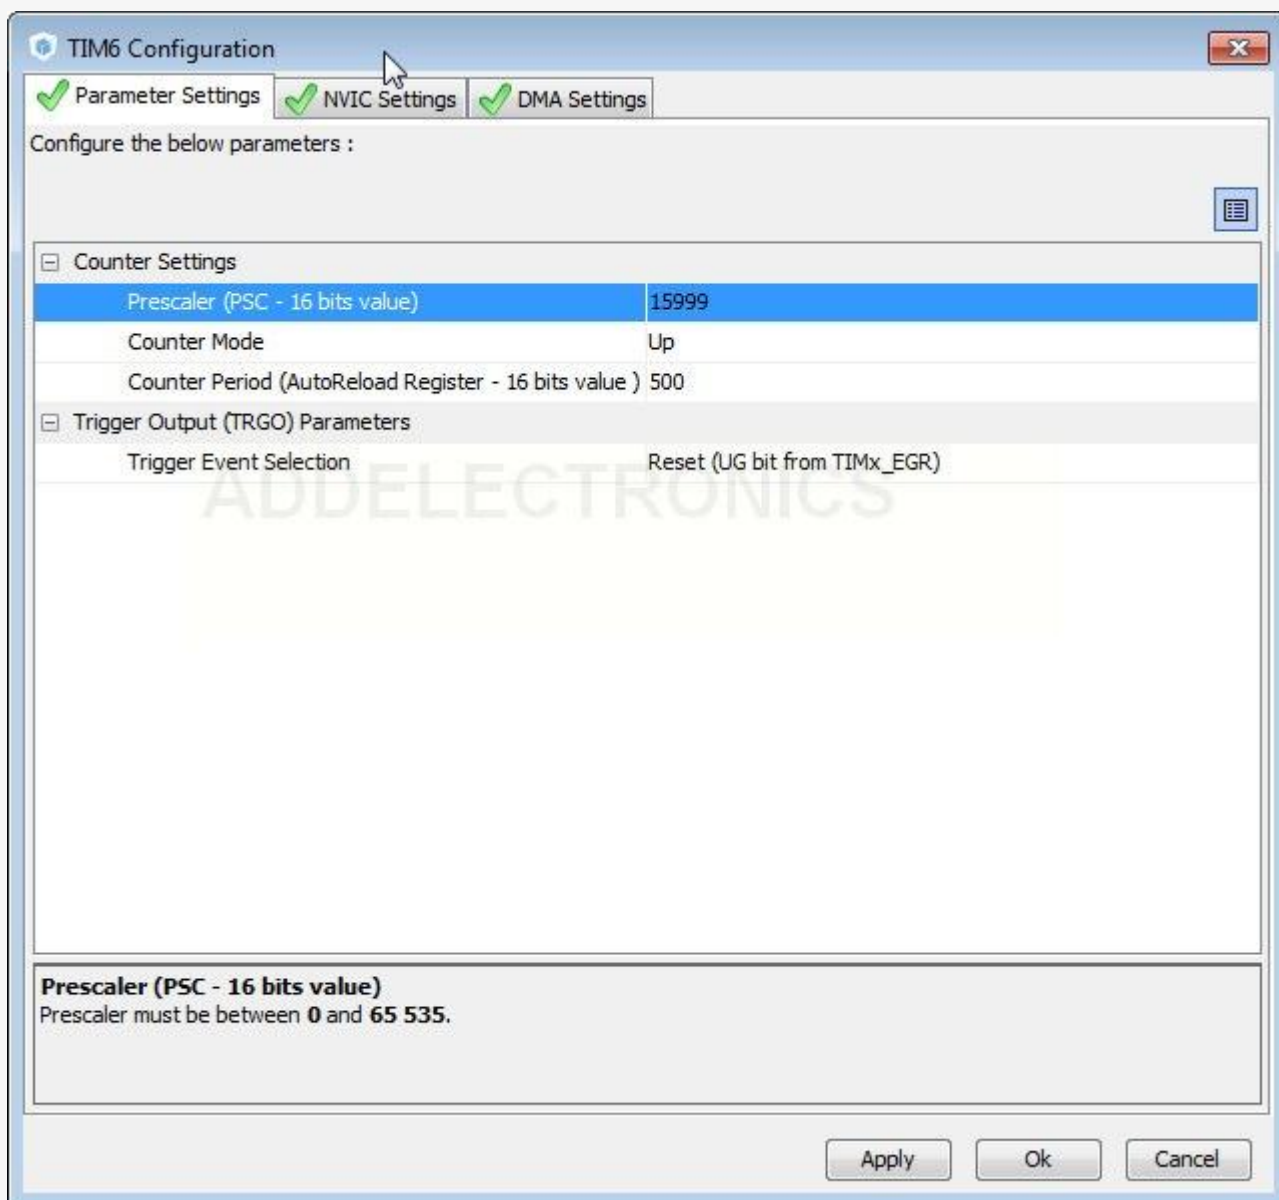 TIM6 Configuration
Parameter Settings NVIC Settings DMA Settings
Configure the below parameters :
Counter Settings
Prescaler (PSC - 16 bits value) 15999
Counter Mode Up
Counter Period (AutoReload Register - 16 bits value ) 500
Trigger Output (TRGO) Parameters
Trigger Event Selection Reset (UG bit from TIMx_EGR)
ADDELECTRONICS
Prescaler (PSC - 16 bits value)
Prescaler must be between 0 and 65 535.
Apply Ok Cancel